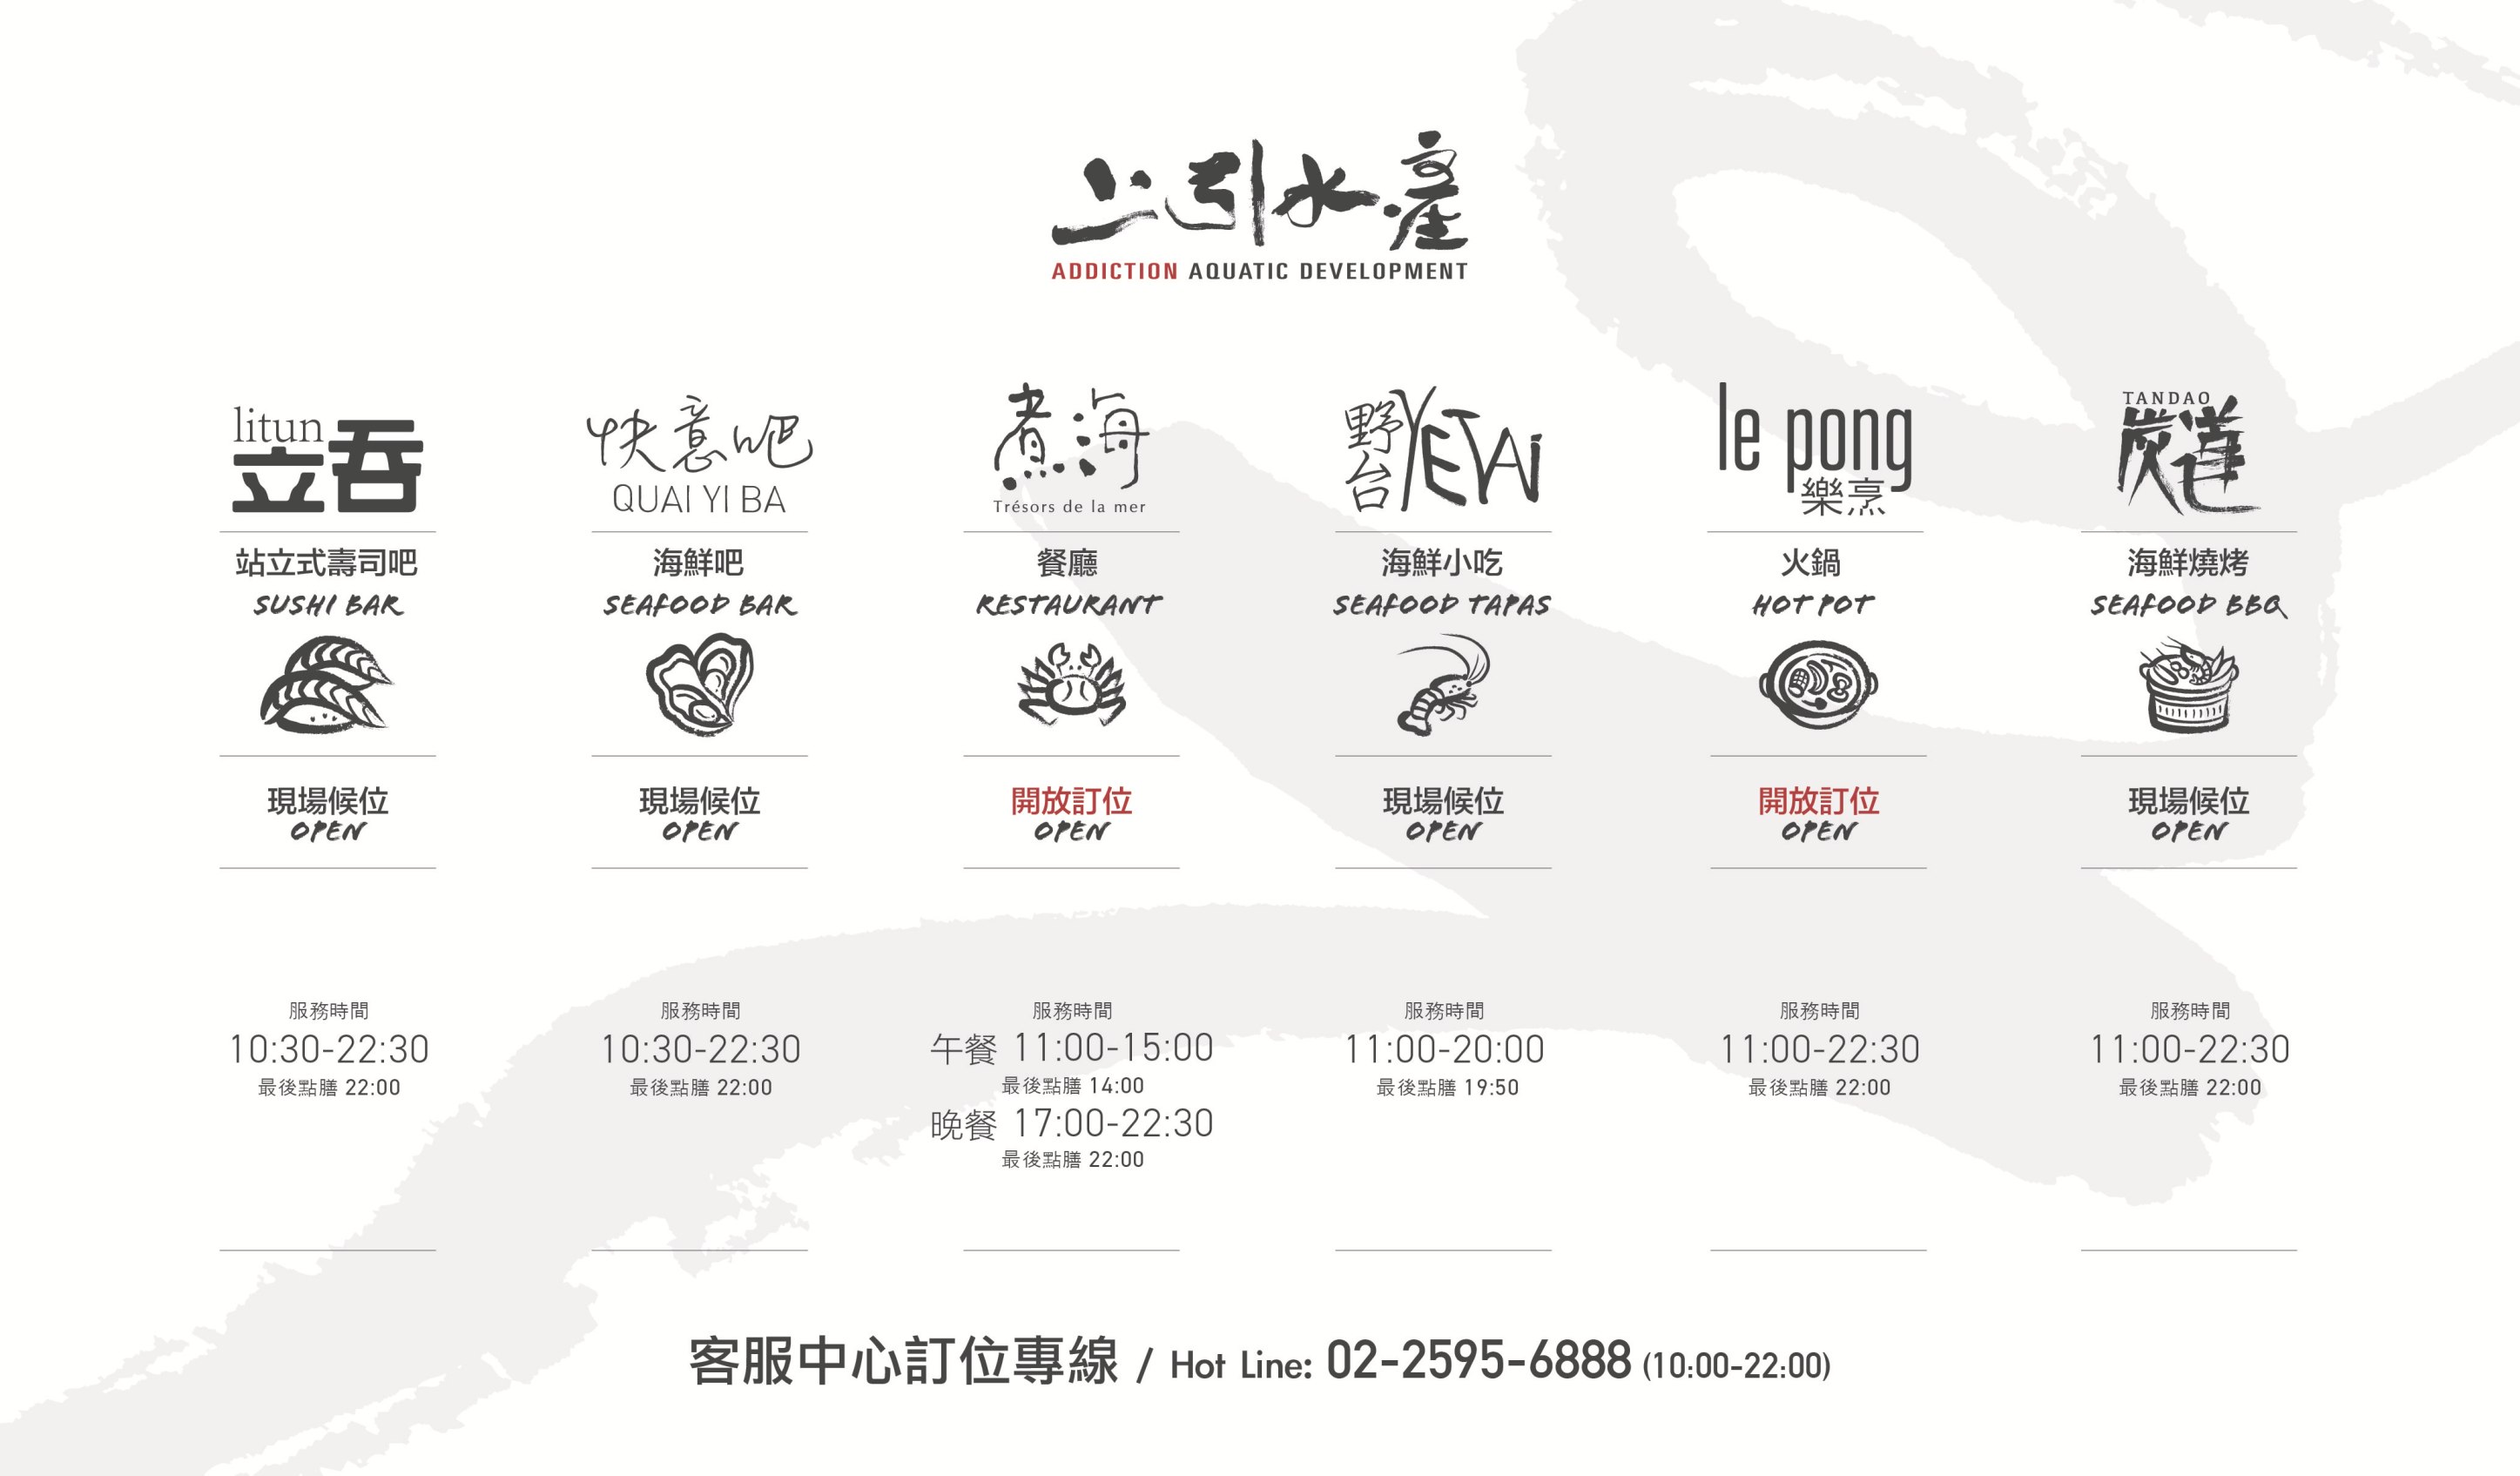 上引水產
ADDICTION AQUATIC DEVELOPMENT
litun
立吞
站立式壽司吧
SUSHI BAR
現場候位
OPEN
服務時間
10:30-22:30
最後點膳 22:00
快意吧
QUAI YI BA
海鮮吧
SEAFOOD BAR
現場候位
OPEN
服務時間
10:30-22:30
最後點膳 22:00
煮海
Trésors de la mer
餐廳
RESTAURANT
開放訂位
OPEN
服務時間
午餐 11:00-15:00
最後點膳 14:00
晚餐 17:00-22:30
最後點膳 22:00
野台 YETAi
海鮮小吃
SEAFOOD TAPAS
現場候位
OPEN
服務時間
11:00-20:00
最後點膳 19:50
le pong
樂烹
火鍋
HOT POT
開放訂位
OPEN
服務時間
11:00-22:30
最後點膳 22:00
TANDAO
炭道
海鮮燒烤
SEAFOOD BBQ
現場候位
OPEN
服務時間
11:00-22:30
最後點膳 22:00
客服中心訂位專線 / Hot Line: 02-2595-6888 (10:00-22:00)